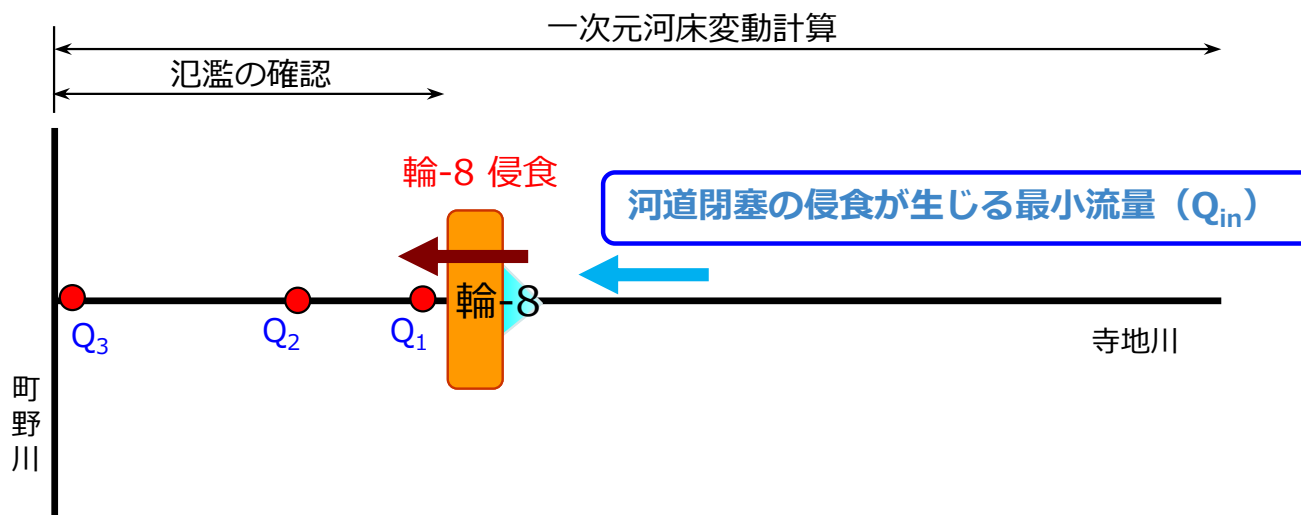 一次元河床変動計算
氾濫の確認
輪-8 侵食
河道閉塞の侵食が生じる最小流量（Qin）
輪-8
Q3
Q2
Q1
寺地川
町野川